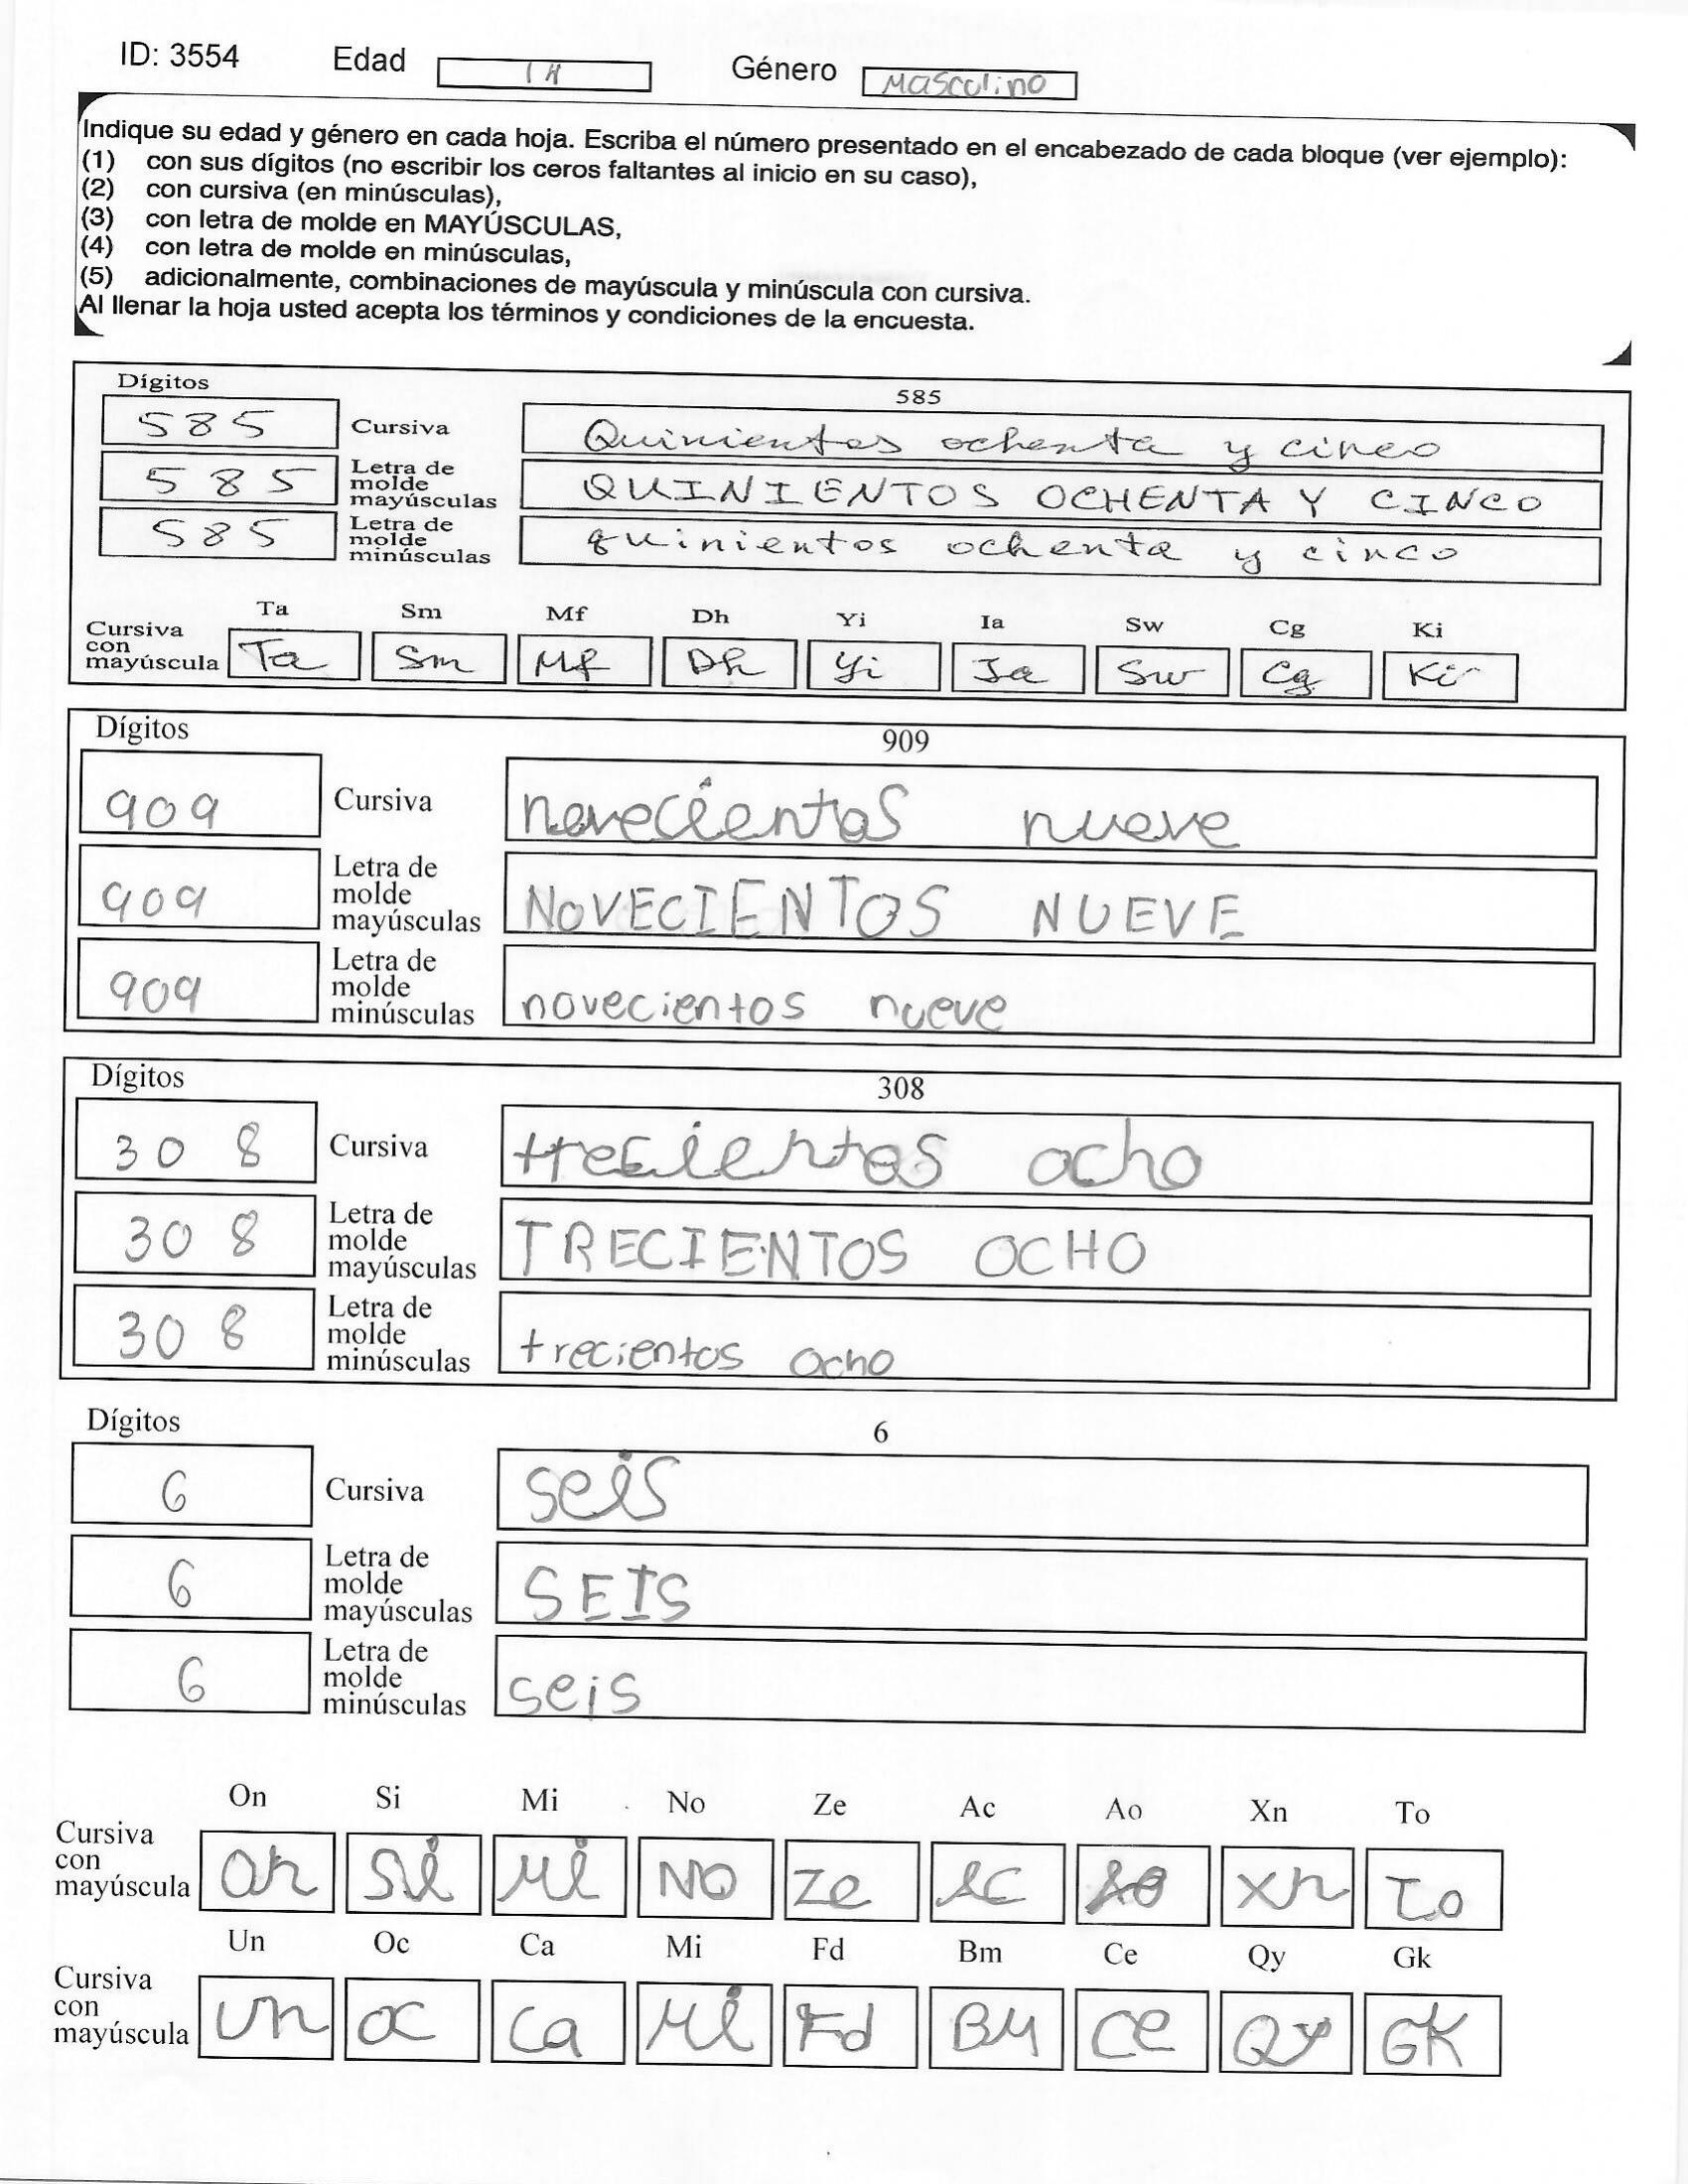 ID: 3554 Edad 14 Género Masculino
Indique su edad y género en cada hoja. Escriba el número presentado en el encabezado de cada bloque (ver ejemplo):
(1) con sus dígitos (no escribir los ceros faltantes al inicio en su caso),
(2) con cursiva (en minúsculas),
(3) con letra de molde en MAYÚSCULAS,
(4) con letra de molde en minúsculas,
(5) adicionalmente, combinaciones de mayúscula y minúscula con cursiva.
Al llenar la hoja usted acepta los términos y condiciones de la encuesta.
Dígitos 585
585 Cursiva Quinientos ochenta y cinco
585 Letra de molde mayúsculas QUINIENTOS OCHENTA Y CINCO
585 Letra de molde minúsculas quinientos ochenta y cinco
Ta Sm Mf Dh Yi Ia Sw Cg Ki
Cursiva con mayúscula Ta Sm Mf Dh Yi Ia Sw Cg Ki
Dígitos 909
909 Cursiva novecientos nueve
909 Letra de molde mayúsculas NOVECIENTOS NUEVE
909 Letra de molde minúsculas novecientos nueve
Dígitos 308
308 Cursiva trecientos ocho
308 Letra de molde mayúsculas TRECIENTOS OCHO
308 Letra de molde minúsculas trecientos ocho
Dígitos 6
6 Cursiva seis
6 Letra de molde mayúsculas SEIS
6 Letra de molde minúsculas seis
On Si Mi No Ze Ac Ao Xn To
Cursiva con mayúscula On Si Mi NO Ze Ac Ao Xn To
Un Oc Ca Mi Fd Bm Ce Qy Gk
Cursiva con mayúscula Un Oc Ca Mi Fd BM Ce Qy GK